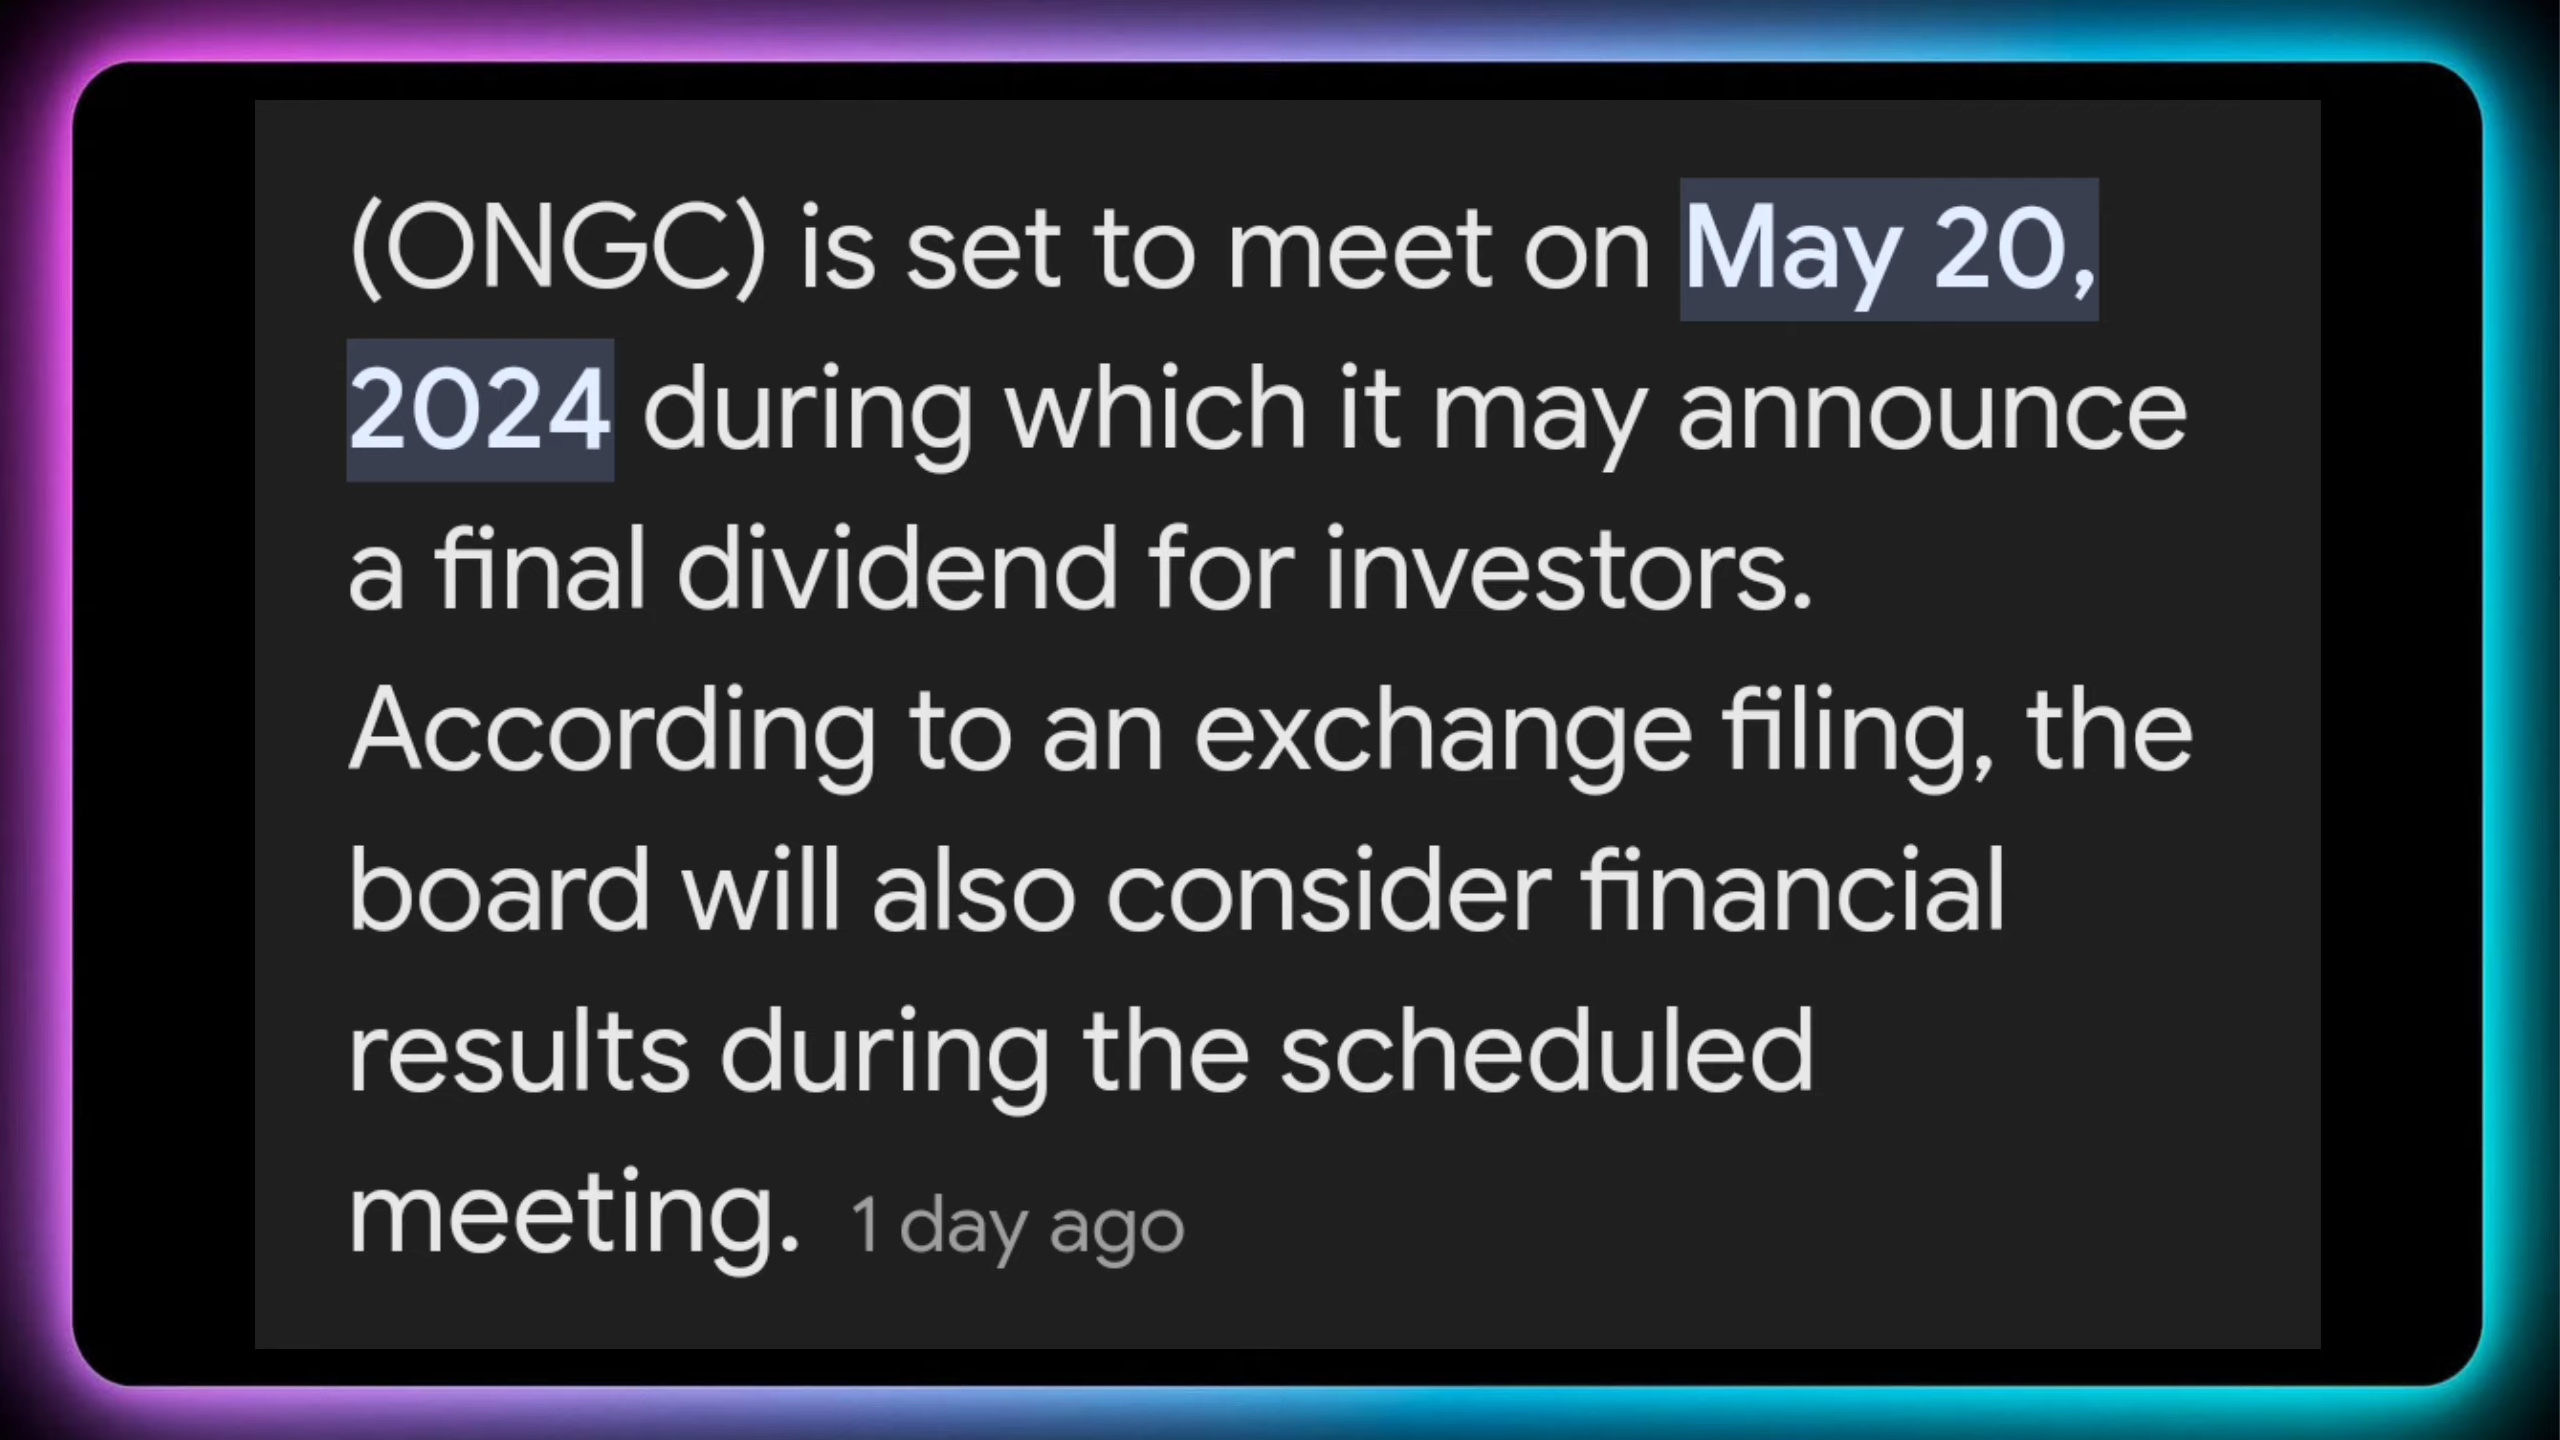 (ONGC) is set to meet on May 20,
2024 during which it may announce
a final dividend for investors.
According to an exchange filing, the
board will also consider financial
results during the scheduled
meeting. 1 day ago